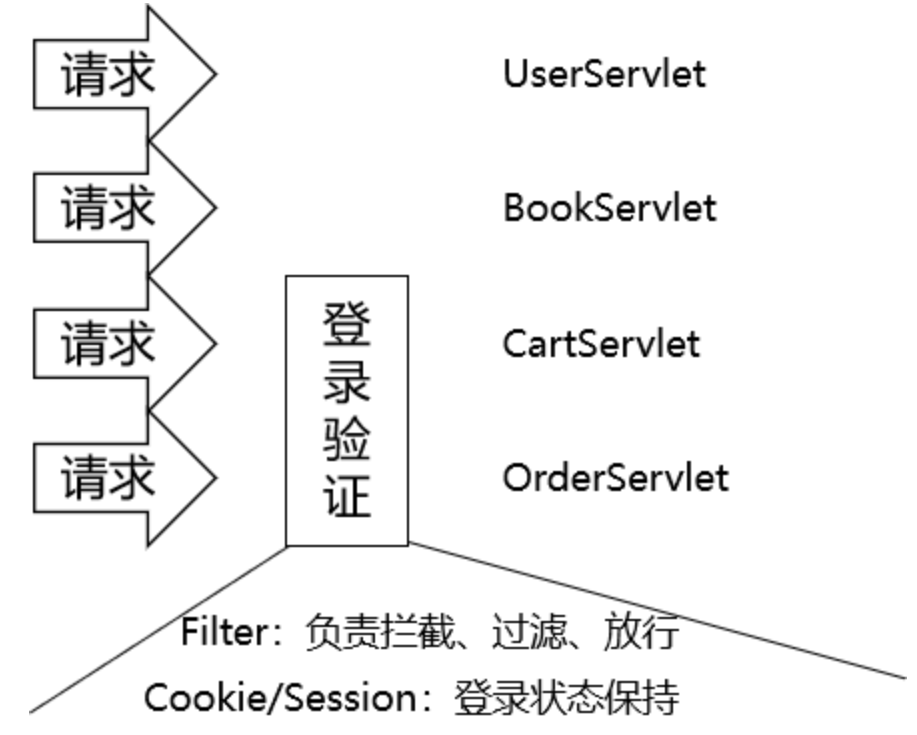 请求
UserServlet
请求
BookServlet
请求
CartServlet
请求
OrderServlet
登录验证
Filter：负责拦截、过滤、放行
Cookie/Session：登录状态保持